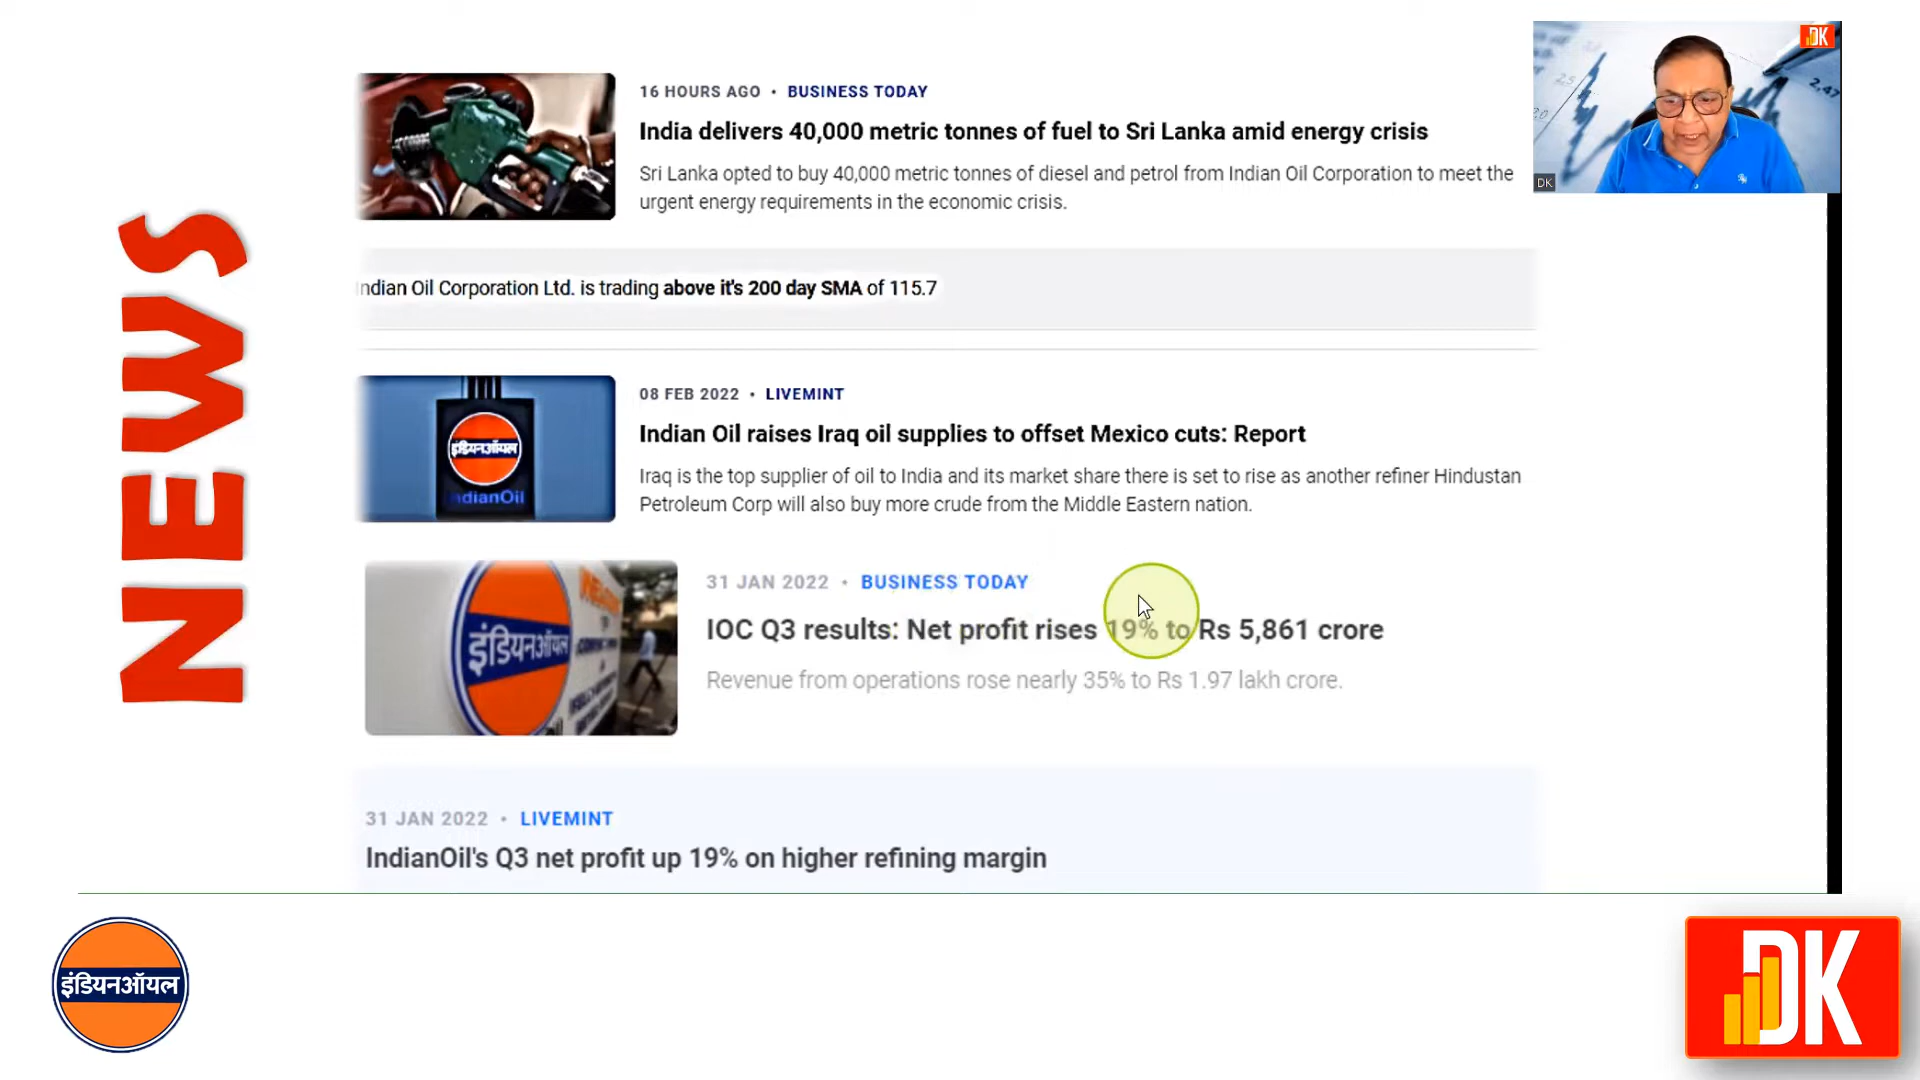 NEWS
16 HOURS AGO • BUSINESS TODAY
India delivers 40,000 metric tonnes of fuel to Sri Lanka amid energy crisis
Sri Lanka opted to buy 40,000 metric tonnes of diesel and petrol from Indian Oil Corporation to meet the
urgent energy requirements in the economic crisis.
DK
DK
ndian Oil Corporation Ltd. is trading above it's 200 day SMA of 115.7
इंडियनऑयल
ndianOil
08 FEB 2022 • LIVEMINT
Indian Oil raises Iraq oil supplies to offset Mexico cuts: Report
Iraq is the top supplier of oil to India and its market share there is set to rise as another refiner Hindustan
Petroleum Corp will also buy more crude from the Middle Eastern nation.
इंडियनऑयल
31 JAN 2022 • BUSINESS TODAY
IOC Q3 results: Net profit rises 19% to Rs 5,861 crore
Revenue from operations rose nearly 35% to Rs 1.97 lakh crore.
31 JAN 2022 • LIVEMINT
IndianOil's Q3 net profit up 19% on higher refining margin
इंडियनऑयल
DK